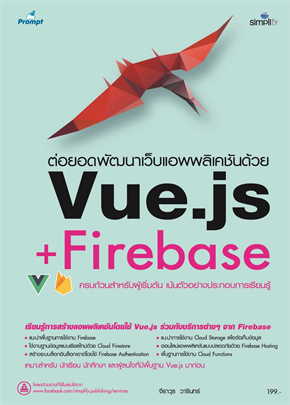 Prompt
simplify
ต่อยอดพัฒนาเว็บแอพพลิเคชันด้วย
Vue.js
+Firebase
ครบถ้วนสำหรับผู้เริ่มต้น เน้นตัวอย่างประกอบการเรียนรู้
เรียนรู้การสร้างแอพพลิเคชันโดยใช้ Vue.js ร่วมกับบริการต่างๆ จาก Firebase
• แนะนำพื้นฐานการใช้งาน Firebase
• แนะนำการใช้งาน Cloud Storage เพื่อจัดเก็บข้อมูล
• ใช้งานฐานข้อมูลแบบเรียลไทม์ด้วย Cloud Firestore
• ออนไลน์แอพพลิเคชันแบบปลอดภัยด้วย Firebase Hosting
• สร้างระบบล็อกอินล็อกเอาต์ด้วย Firebase Authentication
• พื้นฐานการใช้งาน Cloud Functions
เหมาะสำหรับ นักเรียน นักศึกษา และผู้สนใจที่มีพื้นฐาน Vue.js มาก่อน
จีราวุธ วารินทร์
199.-